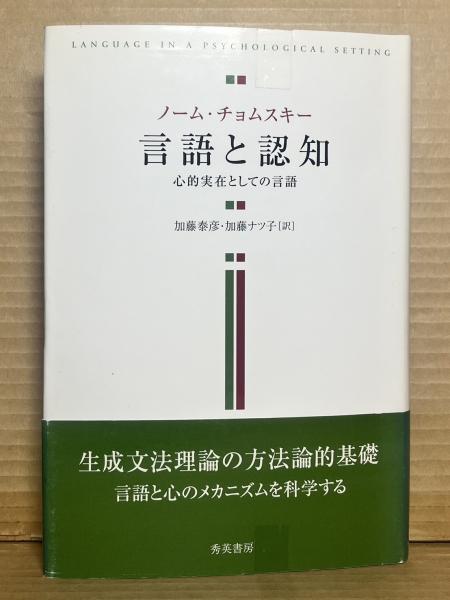 LANGUAGE IN A PSYCHOLOGICAL SETTING
ノーム・チョムスキー
言語と認知
心的実在としての言語
加藤泰彦・加藤ナツ子[訳]
生成文法理論の方法論的基礎
言語と心のメカニズムを科学する
秀英書房